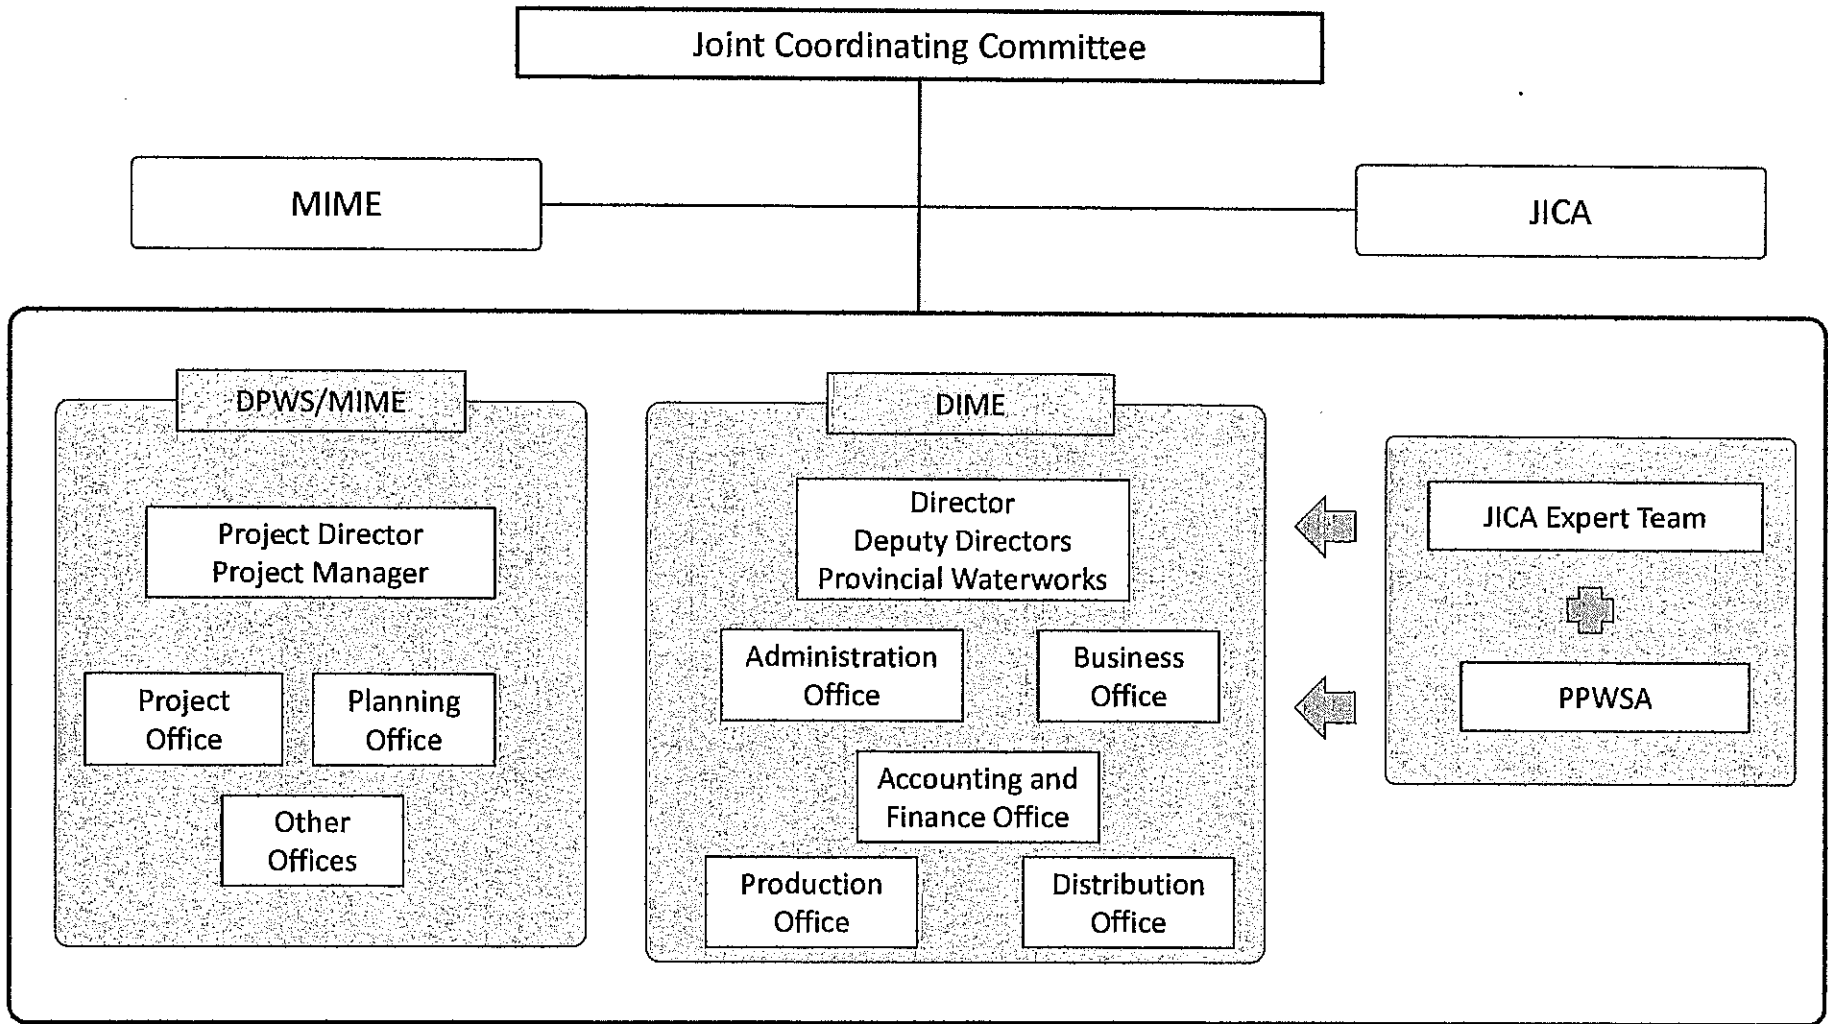 Joint Coordinating Committee
MIME
JICA
DPWS/MIME
Project Director
Project Manager
Project
Office
Planning
Office
Other
Offices
DIME
Director
Deputy Directors
Provincial Waterworks
Administration
Office
Business
Office
Accounting and
Finance Office
Production
Office
Distribution
Office
JICA Expert Team
PPWSA